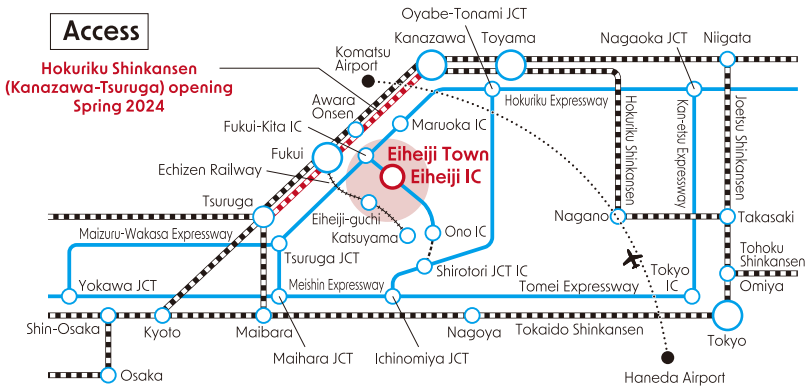 Access
Hokuriku Shinkansen
(Kanazawa-Tsuruga) opening
Spring 2024
Oyabe-Tonami JCT
Kanazawa
Toyama
Nagaoka JCT
Niigata
Komatsu
Airport
Awara
Onsen
Hokuriku Expressway
Maruoka IC
Fukui-Kita IC
Fukui
Echizen Railway
Eiheiji Town
Eiheiji IC
Hokuriku Shinkansen
Kan-etsu Expressway
Joetsu Shinkansen
Tsuruga
Eiheiji-guchi
Katsuyama
Ono IC
Nagano
Takasaki
Maizuru-Wakasa Expressway
Tsuruga JCT
Shirotori JCT IC
Tohoku
Shinkansen
Omiya
Yokawa JCT
Meishin Expressway
Tomei Expressway
Tokyo
IC
Shin-Osaka
Kyoto
Maibara
Nagoya
Tokaido Shinkansen
Tokyo
Maihara JCT
Ichinomiya JCT
Haneda Airport
Osaka